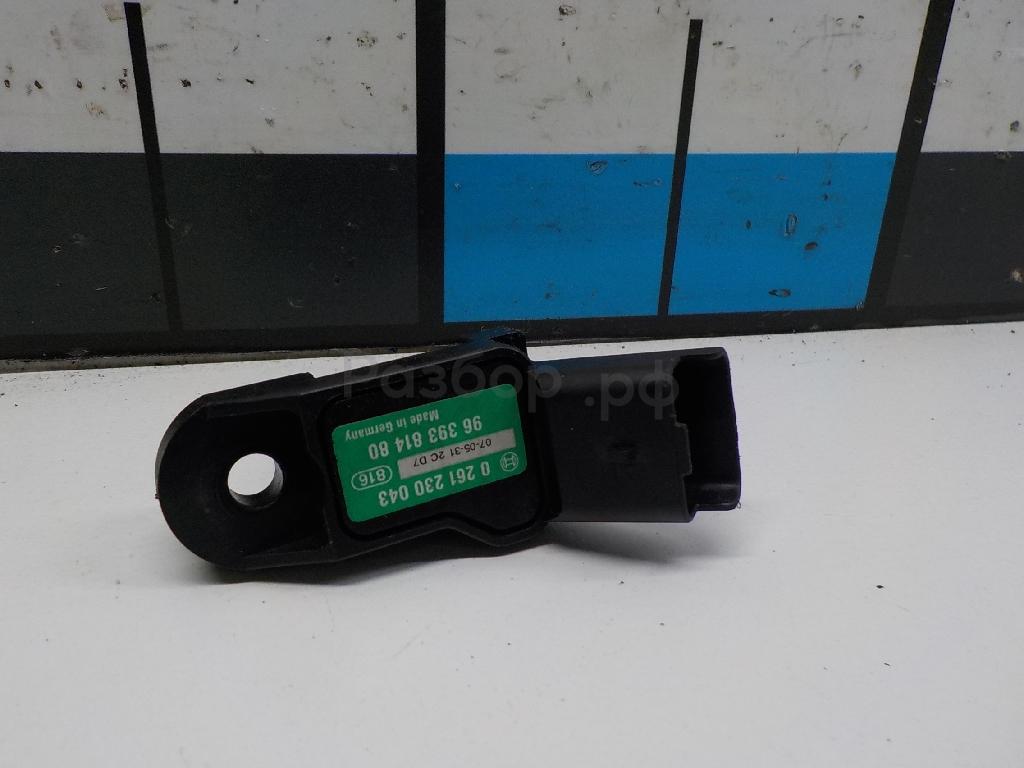 0 261 230 043
07-05-31 2C D7 816
96 393 814 80
Made in Germany
Разбор.рф